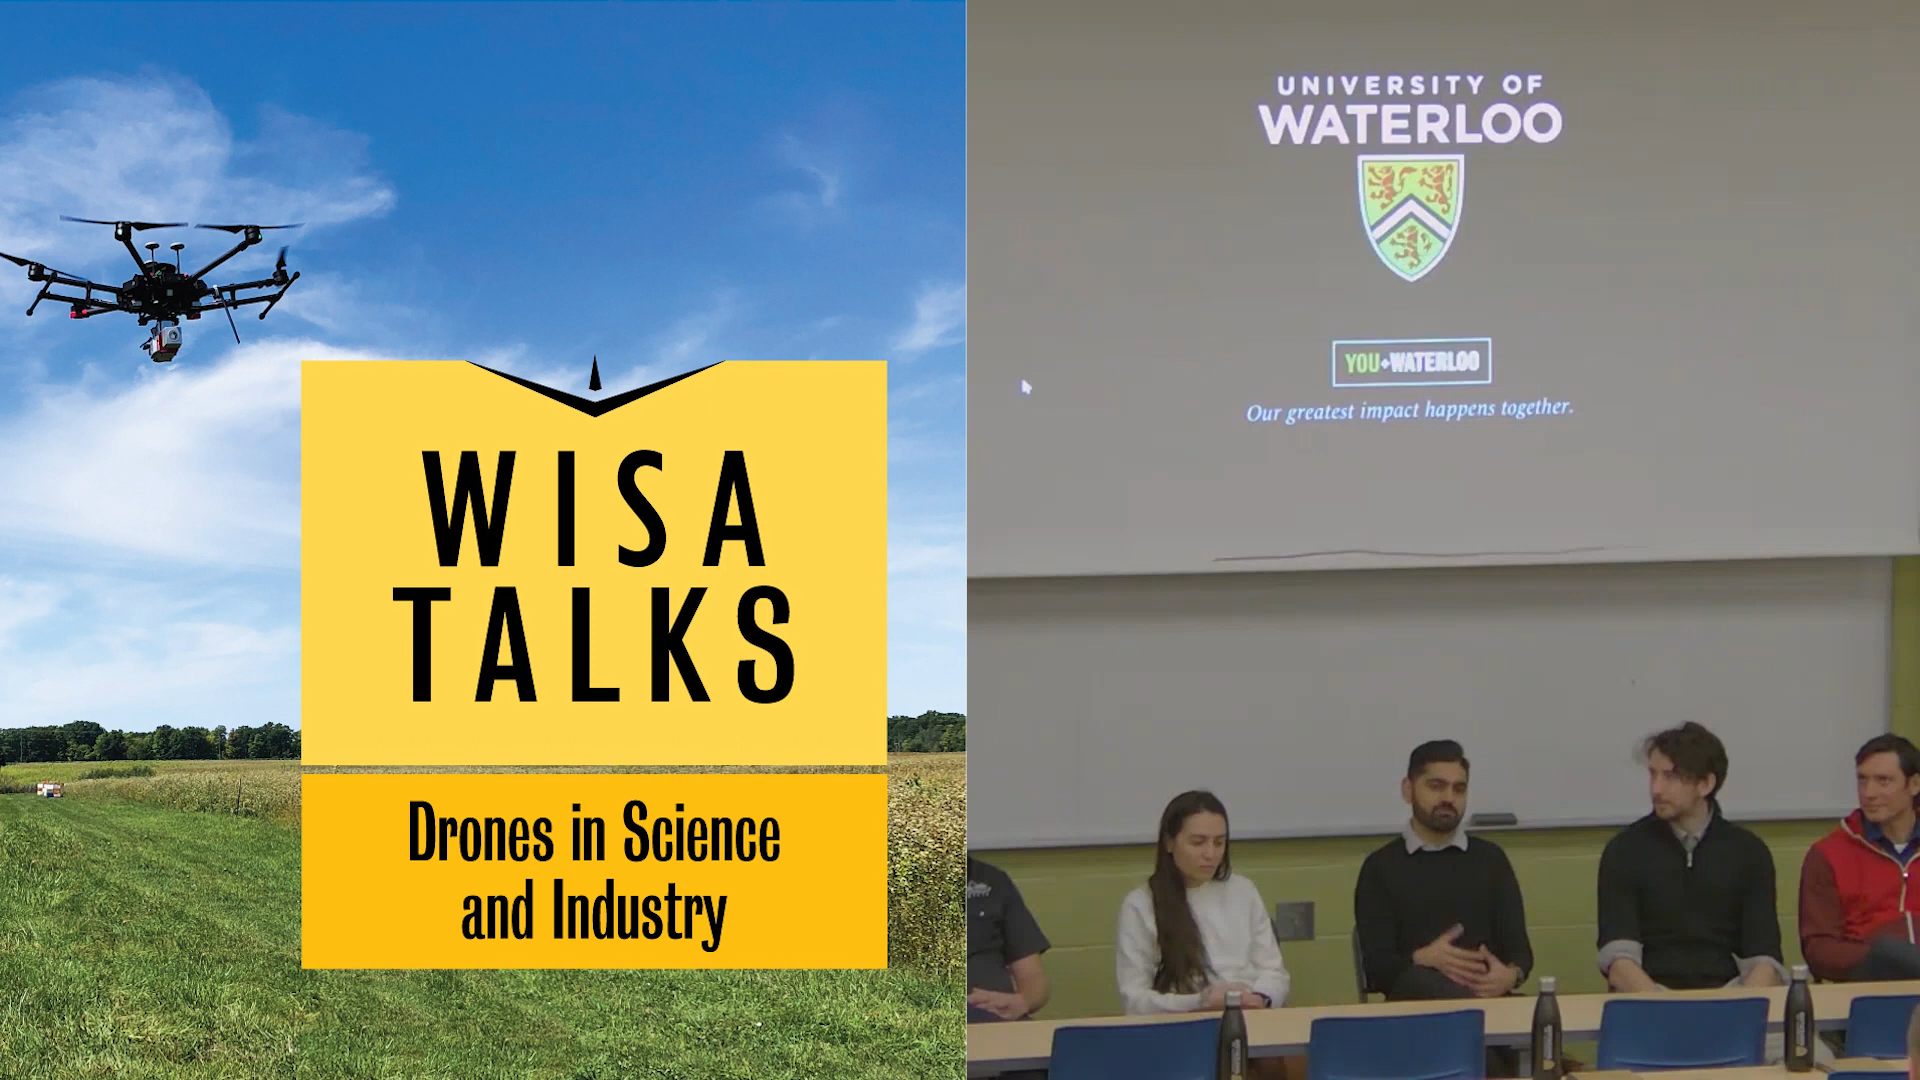 WISA
TALKS
Drones in Science
and Industry
UNIVERSITY OF
WATERLOO
YOU+WATERLOO
Our greatest impact happens together.